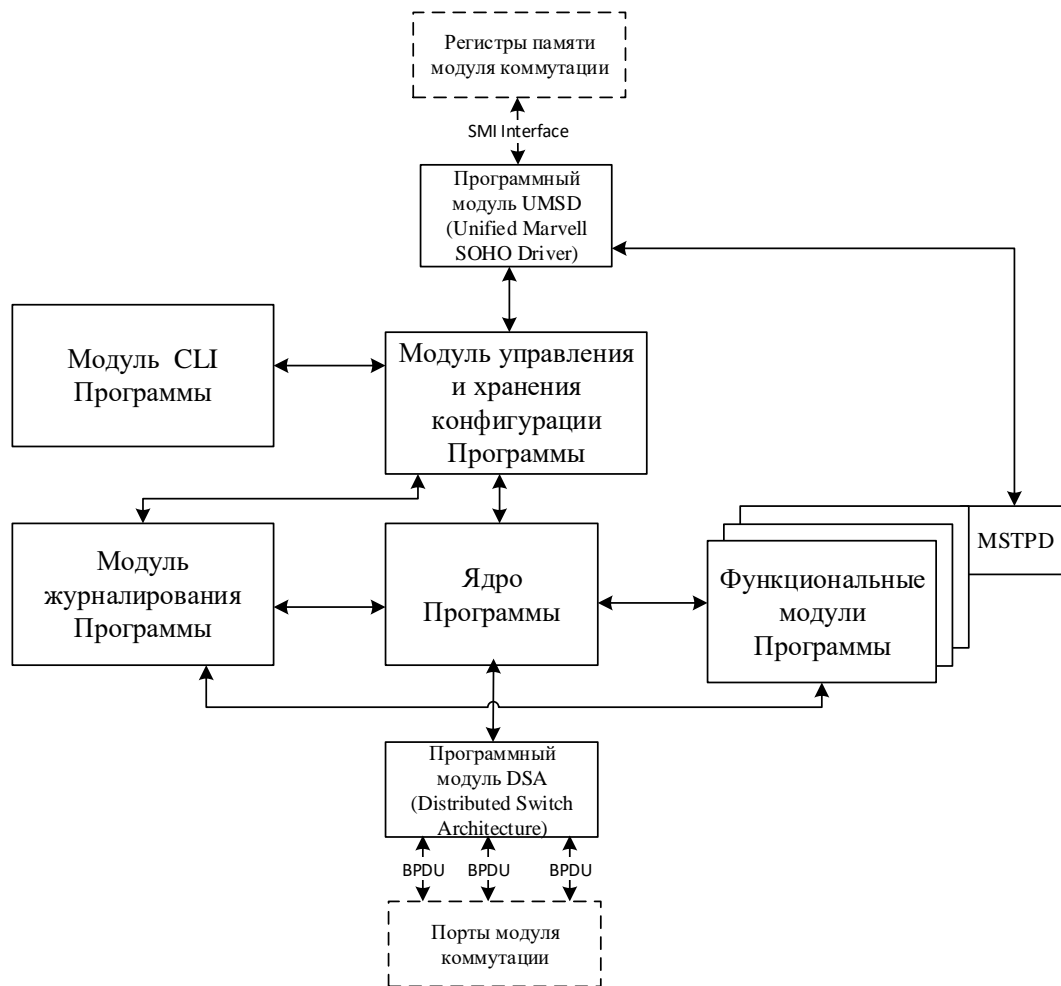 Регистры памяти
модуля коммутации
SMI Interface
Программный
модуль UMSD
(Unified Marvell
SOHO Driver)
Модуль CLI
Программы
Модуль управления
и хранения
конфигурации
Программы
Модуль
журналирования
Программы
Ядро
Программы
Функциональные
модули
Программы
MSTPD
Программный
модуль DSA
(Distributed Switch
Architecture)
BPDU BPDU BPDU
Порты модуля
коммутации